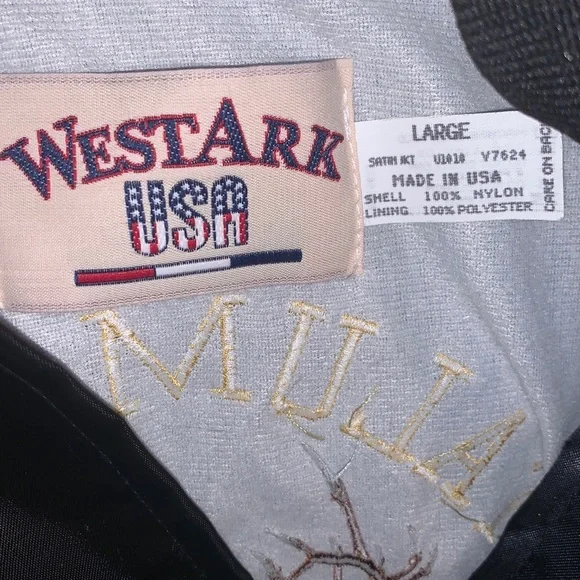 WESTARK
USA
LARGE
SATIN JKT U1010 V7624
MADE IN USA
SHELL 100% NYLON
LINING 100% POLYESTER
CARE ON BACK